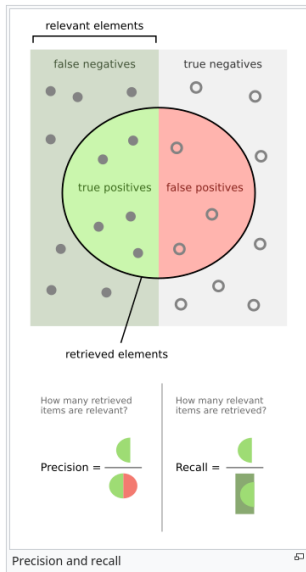 relevant elements
false negatives
true negatives
true positives
false positives
retrieved elements
How many retrieved
items are relevant?
Precision =
How many relevant
items are retrieved?
Recall =
Precision and recall